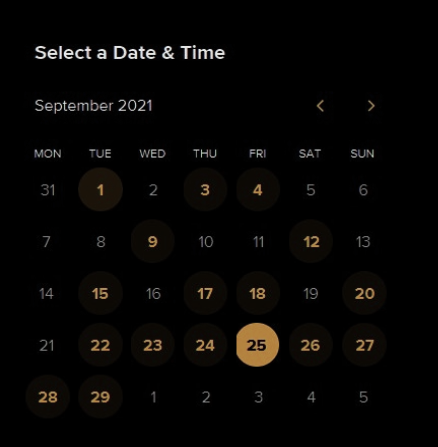 Select a Date & Time
September 2021
MON TUE WED THU FRI SAT SUN
31 1 2 3 4 5 6
7 8 9 10 11 12 13
14 15 16 17 18 19 20
21 22 23 24 25 26 27
28 29 1 2 3 4 5